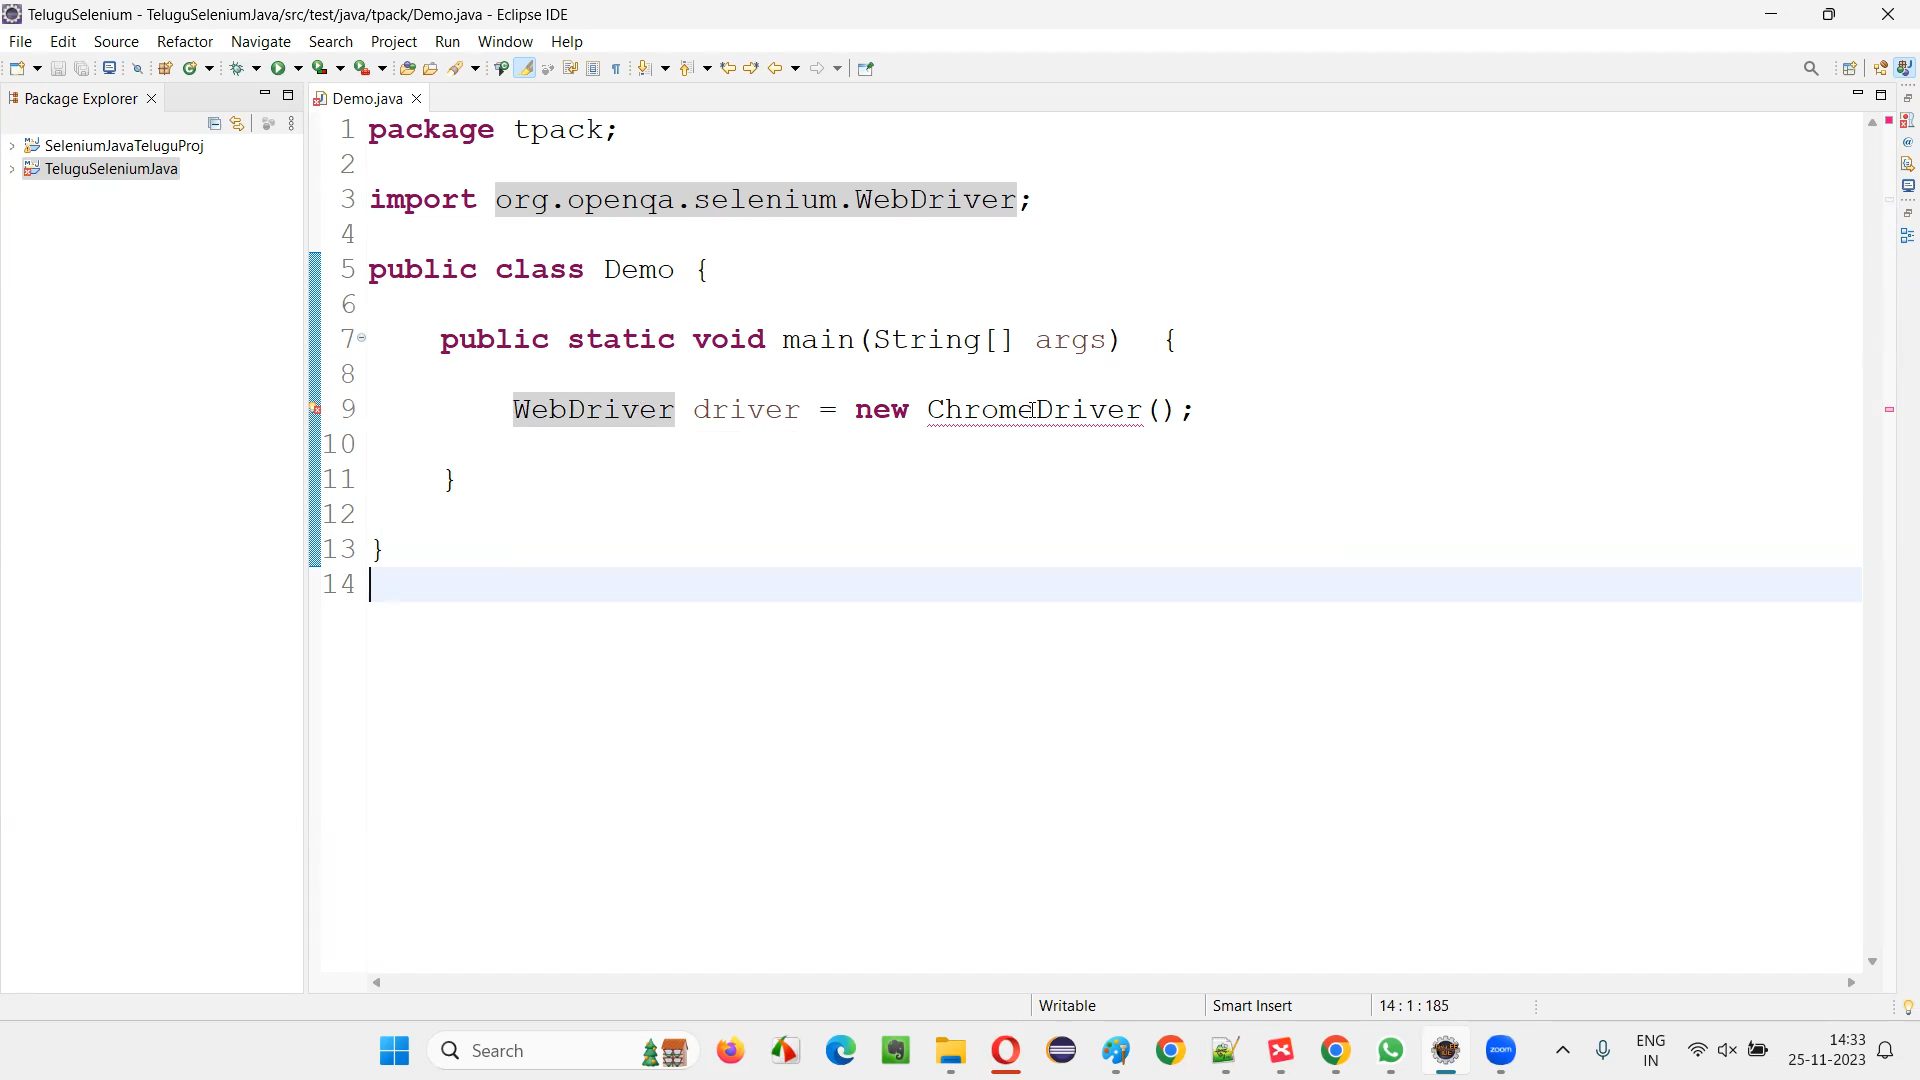 TeluguSelenium - TeluguSeleniumJava/src/test/java/tpack/Demo.java - Eclipse IDE
File Edit Source Refactor Navigate Search Project Run Window Help
Package Explorer
Demo.java
SeleniumJavaTeluguProj
TeluguSeleniumJava
1 package tpack;
2
3 import org.openqa.selenium.WebDriver;
4
5 public class Demo {
6
7 public static void main(String[] args) {
8
9 WebDriver driver = new ChromeDriver();
10
11 }
12
13 }
14
Writable Smart Insert 14 : 1 : 185
Search
zoom
ENG
IN
14:33
25-11-2023